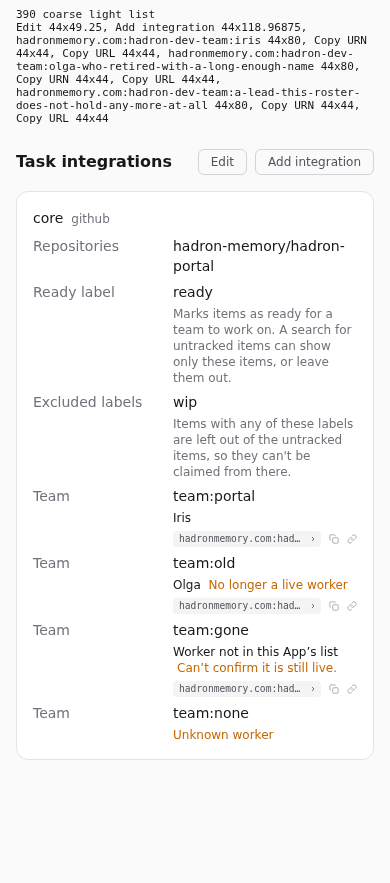 390 coarse light list
Edit 44x49.25, Add integration 44x118.96875,
hadronmemory.com:hadron-dev-team:iris 44x80, Copy URN
44x44, Copy URL 44x44, hadronmemory.com:hadron-dev-
team:olga-who-retired-with-a-long-enough-name 44x80,
Copy URN 44x44, Copy URL 44x44,
hadronmemory.com:hadron-dev-team:a-lead-this-roster-
does-not-hold-any-more-at-all 44x80, Copy URN 44x44,
Copy URL 44x44
Task integrations Edit Add integration
core github
Repositories hadron-memory/hadron-
portal
Ready label ready
Marks items as ready for a
team to work on. A search for
untracked items can show
only these items, or leave
them out.
Excluded labels wip
Items with any of these labels
are left out of the untracked
items, so they can't be
claimed from there.
Team team:portal
Iris
hadronmemory.com:had… ›
Team team:old
Olga No longer a live worker
hadronmemory.com:had… ›
Team team:gone
Worker not in this App’s list
Can’t confirm it is still live.
hadronmemory.com:had… ›
Team team:none
Unknown worker